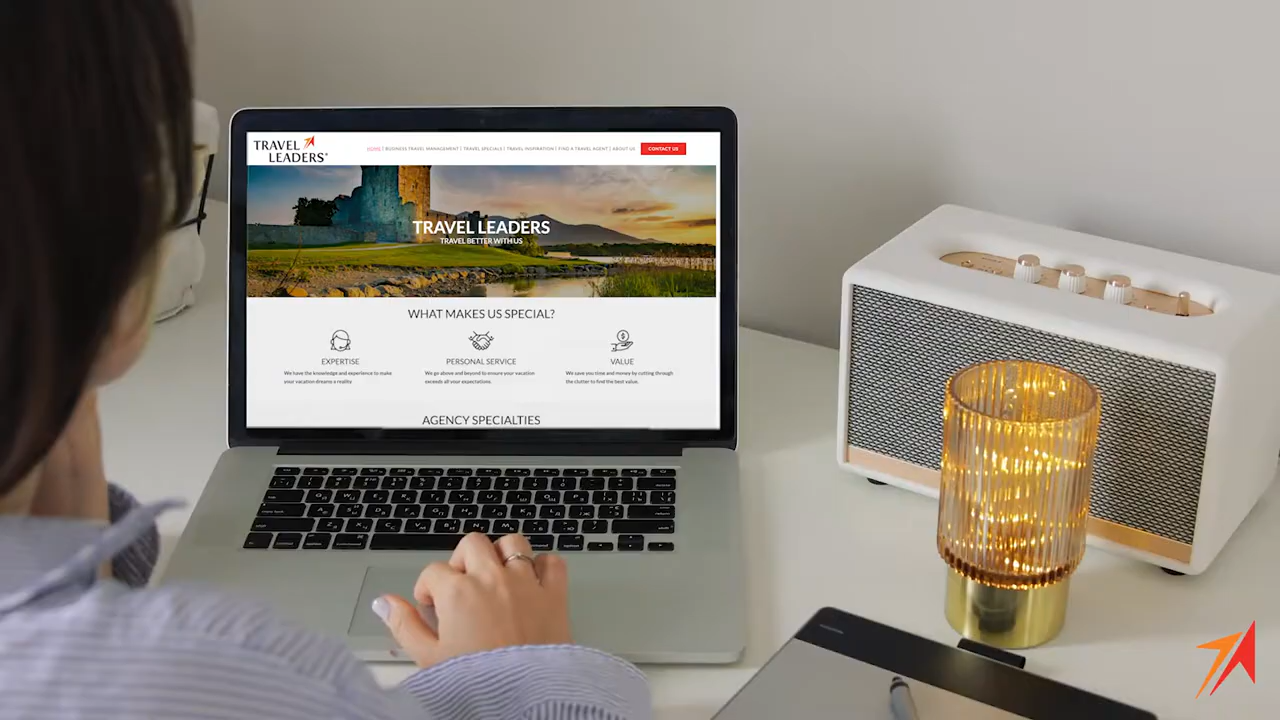 TRAVEL
LEADERS®
HOME | BUSINESS TRAVEL MANAGEMENT | TRAVEL SPECIALS | TRAVEL INSPIRATION | FIND A TRAVEL AGENT | ABOUT US
CONTACT US
TRAVEL LEADERS
TRAVEL BETTER WITH US
WHAT MAKES US SPECIAL?
EXPERTISE
We have the knowledge and experience to make
your vacation dreams a reality.
PERSONAL SERVICE
We go above and beyond to ensure your vacation
exceeds all your expectations.
VALUE
We save you time and money by cutting through
the clutter to find the best value.
AGENCY SPECIALTIES